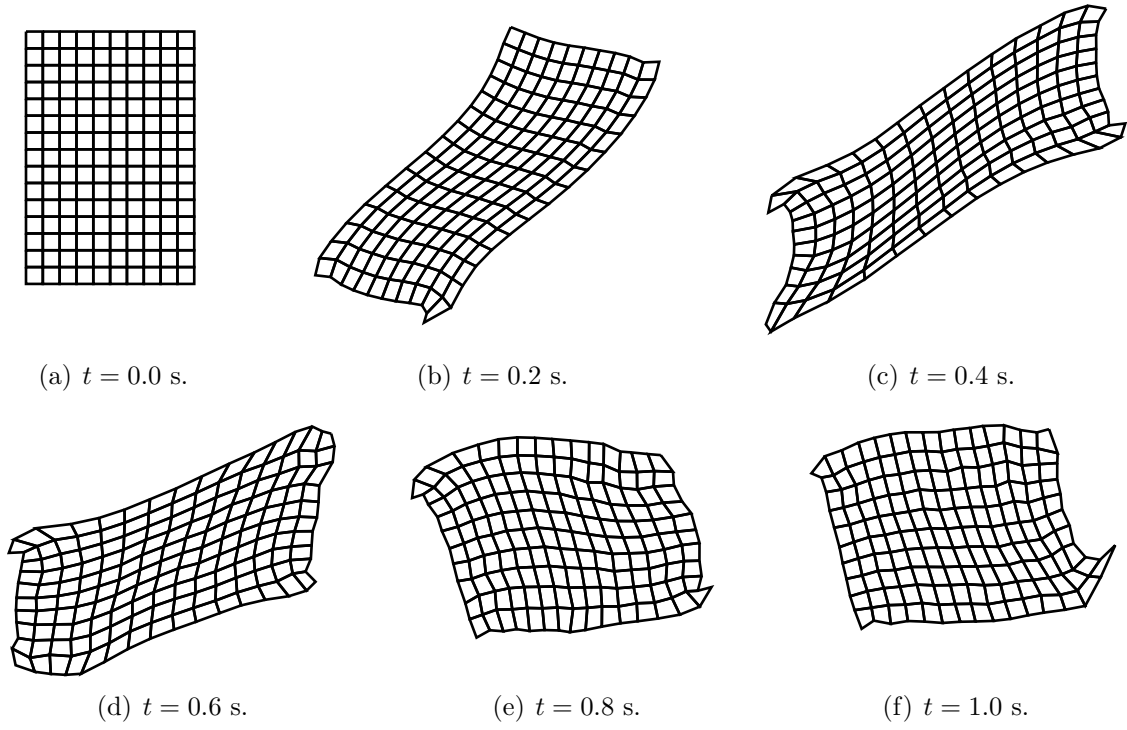 (a) t = 0.0 s.
(b) t = 0.2 s.
(c) t = 0.4 s.
(d) t = 0.6 s.
(e) t = 0.8 s.
(f) t = 1.0 s.